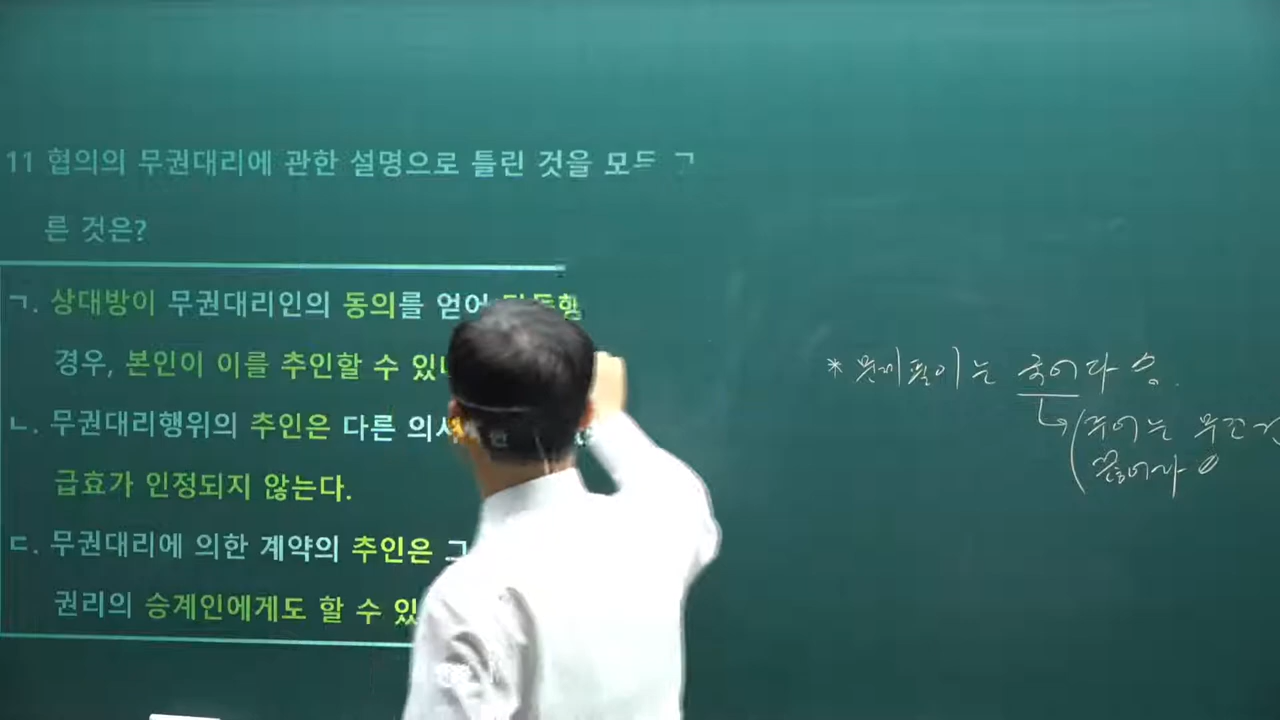 11 협의의 무권대리에 관한 설명으로 틀린 것을 모두 고
른 것은?
ㄱ. 상대방이 무권대리인의 동의를 얻어 단독행
경우, 본인이 이를 추인할 수 있
ㄴ. 무권대리행위의 추인은 다른 의사
급효가 인정되지 않는다.
ㄷ. 무권대리에 의한 계약의 추인은 그
권리의 승계인에게도 할 수 있
* 문제풀이는 국어다
주어는